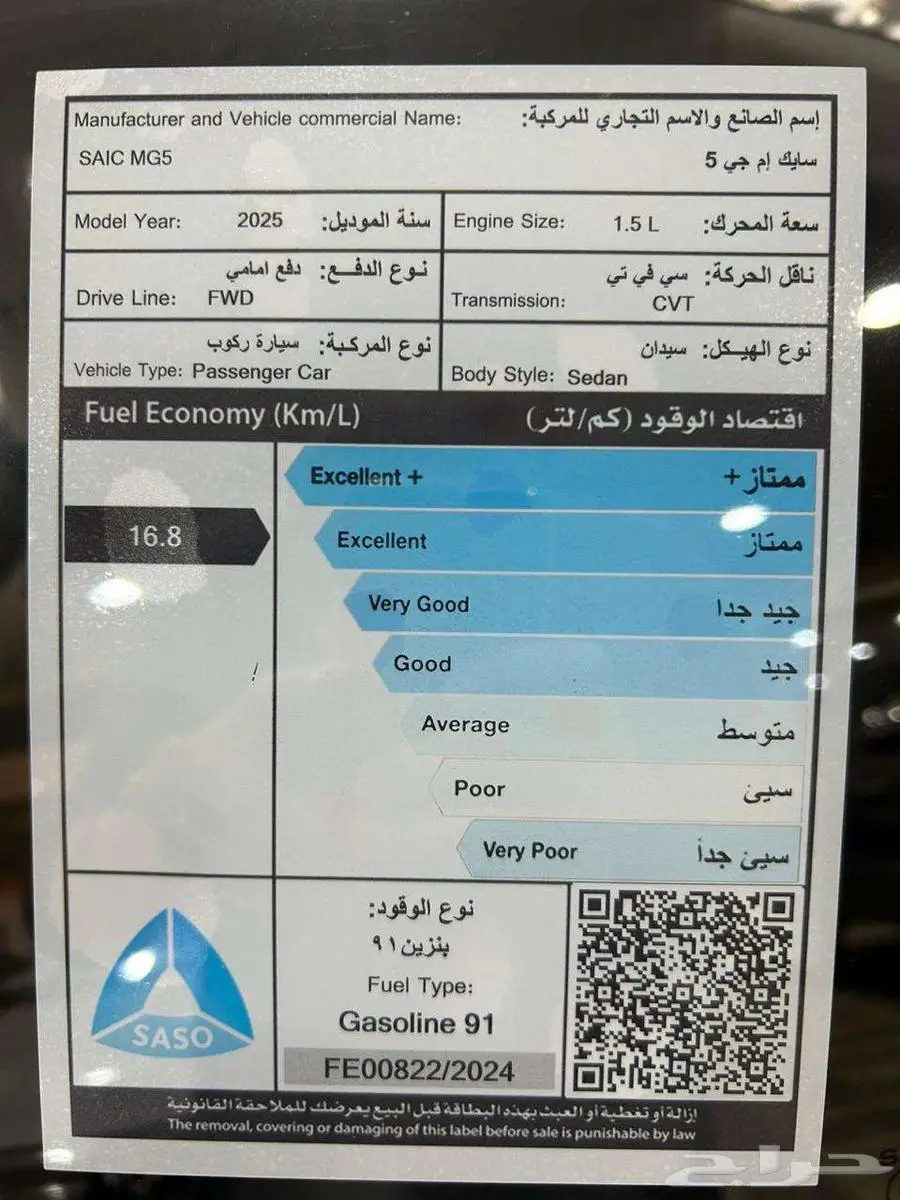 Manufacturer and Vehicle commercial Name: إسم الصانع والاسم التجاري للمركبة:
SAIC MG5 سايك إم جي 5
Model Year: 2025 سنة الموديل:
Engine Size: 1.5 L سعة المحرك:
نوع الدفع: دفع امامي
Drive Line: FWD
ناقل الحركة: سي في تي
Transmission: CVT
نوع المركبة: سيارة ركوب
Vehicle Type: Passenger Car
نوع الهيكل: سيدان
Body Style: Sedan
Fuel Economy (Km/L) اقتصاد الوقود (كم/لتر)
Excellent + ممتاز+
16.8
Excellent ممتاز
Very Good جيد جدا
Good جيد
Average متوسط
Poor سيئ
Very Poor سيئ جداً
SASO
نوع الوقود:
بنزين ٩١
Fuel Type:
Gasoline 91
FE00822/2024
إزالة أو تغطية أو العبث بهذه البطاقة قبل البيع يعرضك للملاحقة القانونية
The removal, covering or damaging of this label before sale is punishable by law
حراج